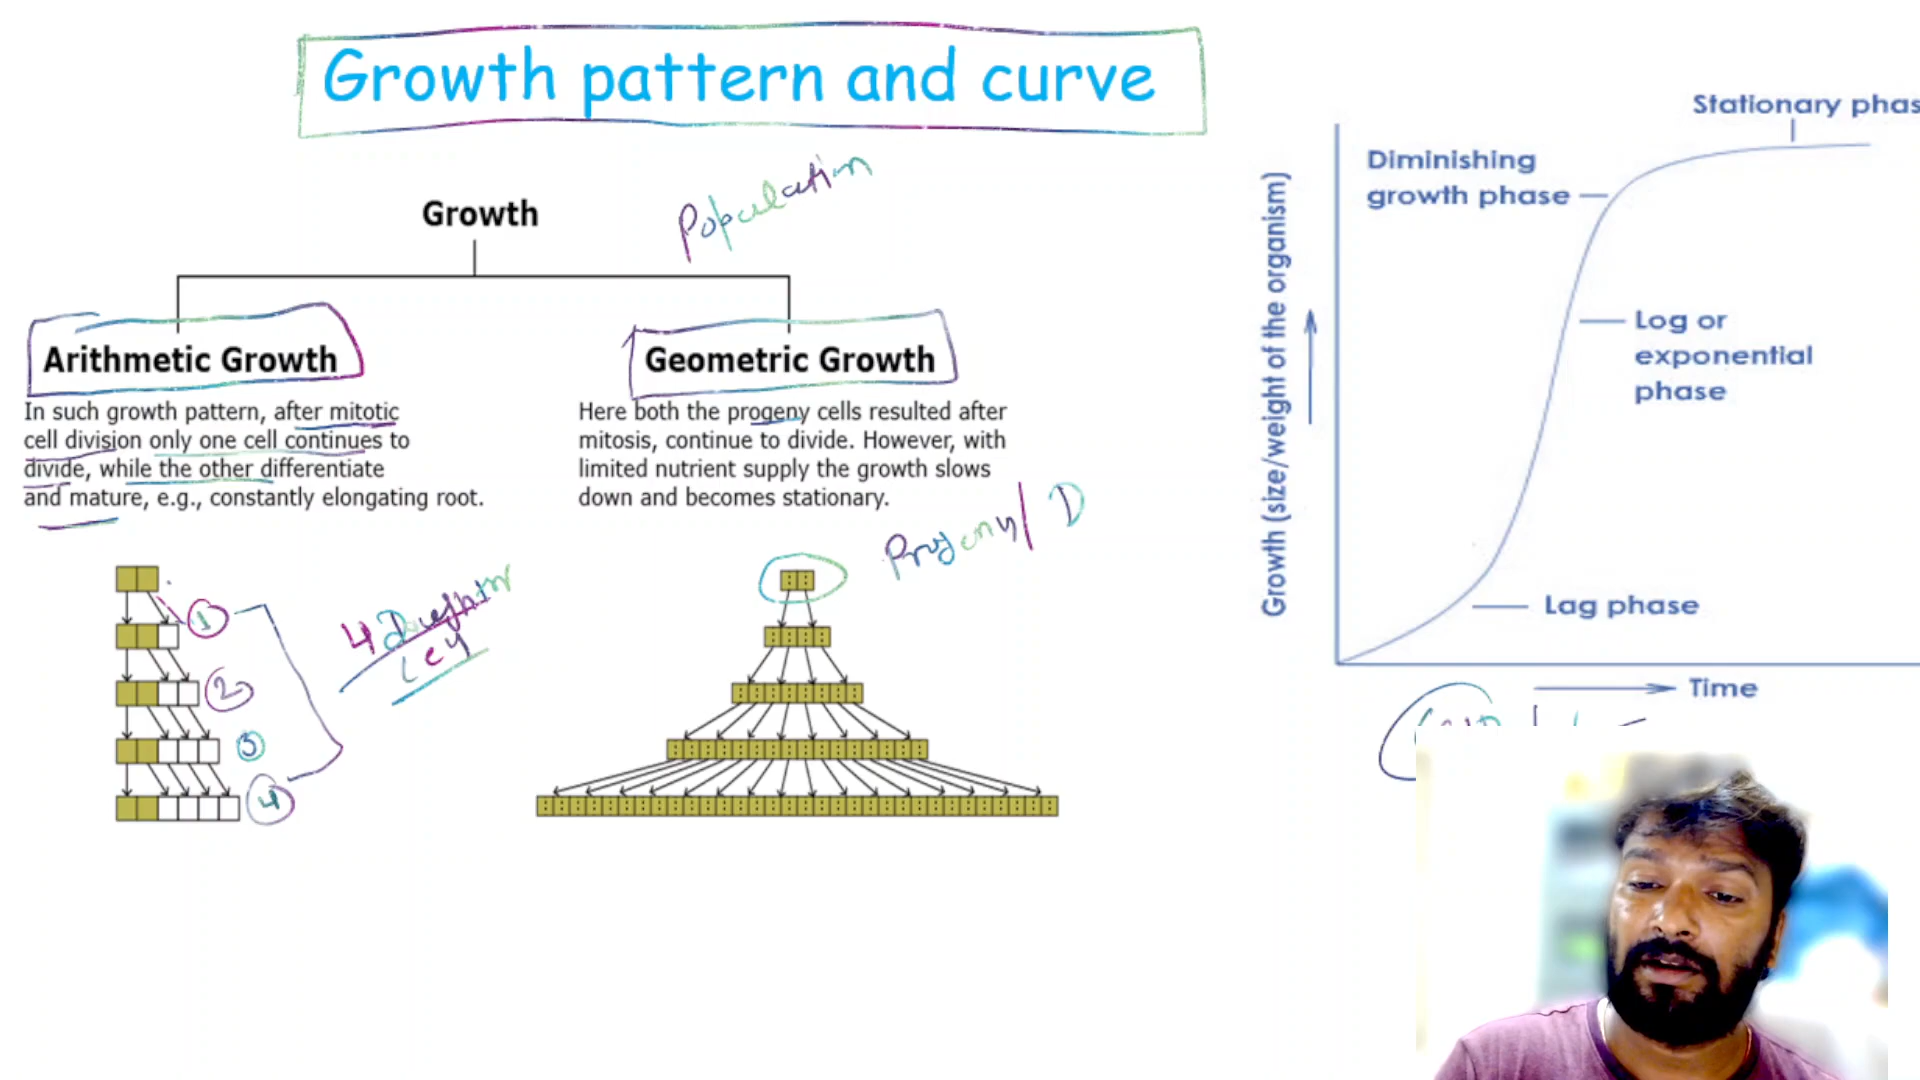 Growth pattern and curve
Growth
Population
Arithmetic Growth
In such growth pattern, after mitotic
cell division only one cell continues to
divide, while the other differentiate
and mature, e.g., constantly elongating root.
1
2
3
4
4 Daughter
Geometric Growth
Here both the progeny cells resulted after
mitosis, continue to divide. However, with
limited nutrient supply the growth slows
down and becomes stationary.
Progeny/ D
Stationary phas
Diminishing
growth phase
Log or
exponential
phase
Lag phase
Growth (size/weight of the organism)
Time